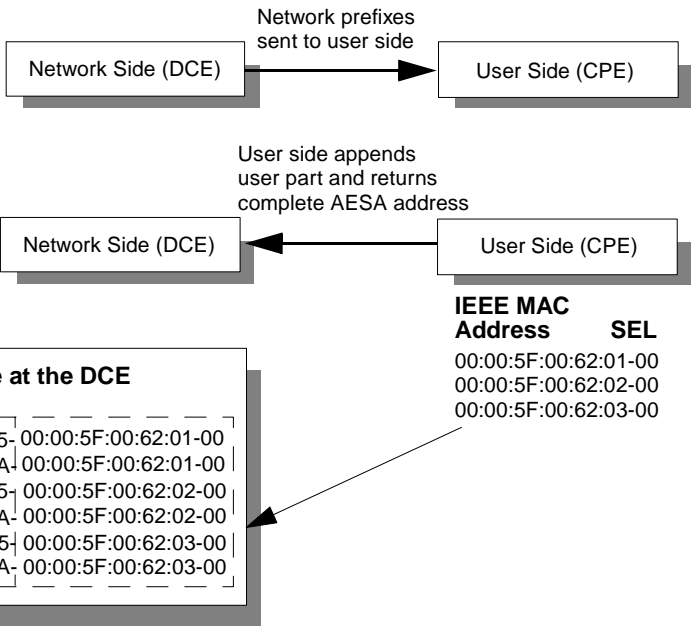 Network prefixes
sent to user side
Network Side (DCE)
User Side (CPE)
User side appends
user part and returns
complete AESA address
Network Side (DCE)
User Side (CPE)
IEEE MAC
Address SEL
00:00:5F:00:62:01-00
00:00:5F:00:62:02-00
00:00:5F:00:62:03-00
e at the DCE
5- 00:00:5F:00:62:01-00
A- 00:00:5F:00:62:01-00
5- 00:00:5F:00:62:02-00
A- 00:00:5F:00:62:02-00
5- 00:00:5F:00:62:03-00
A- 00:00:5F:00:62:03-00